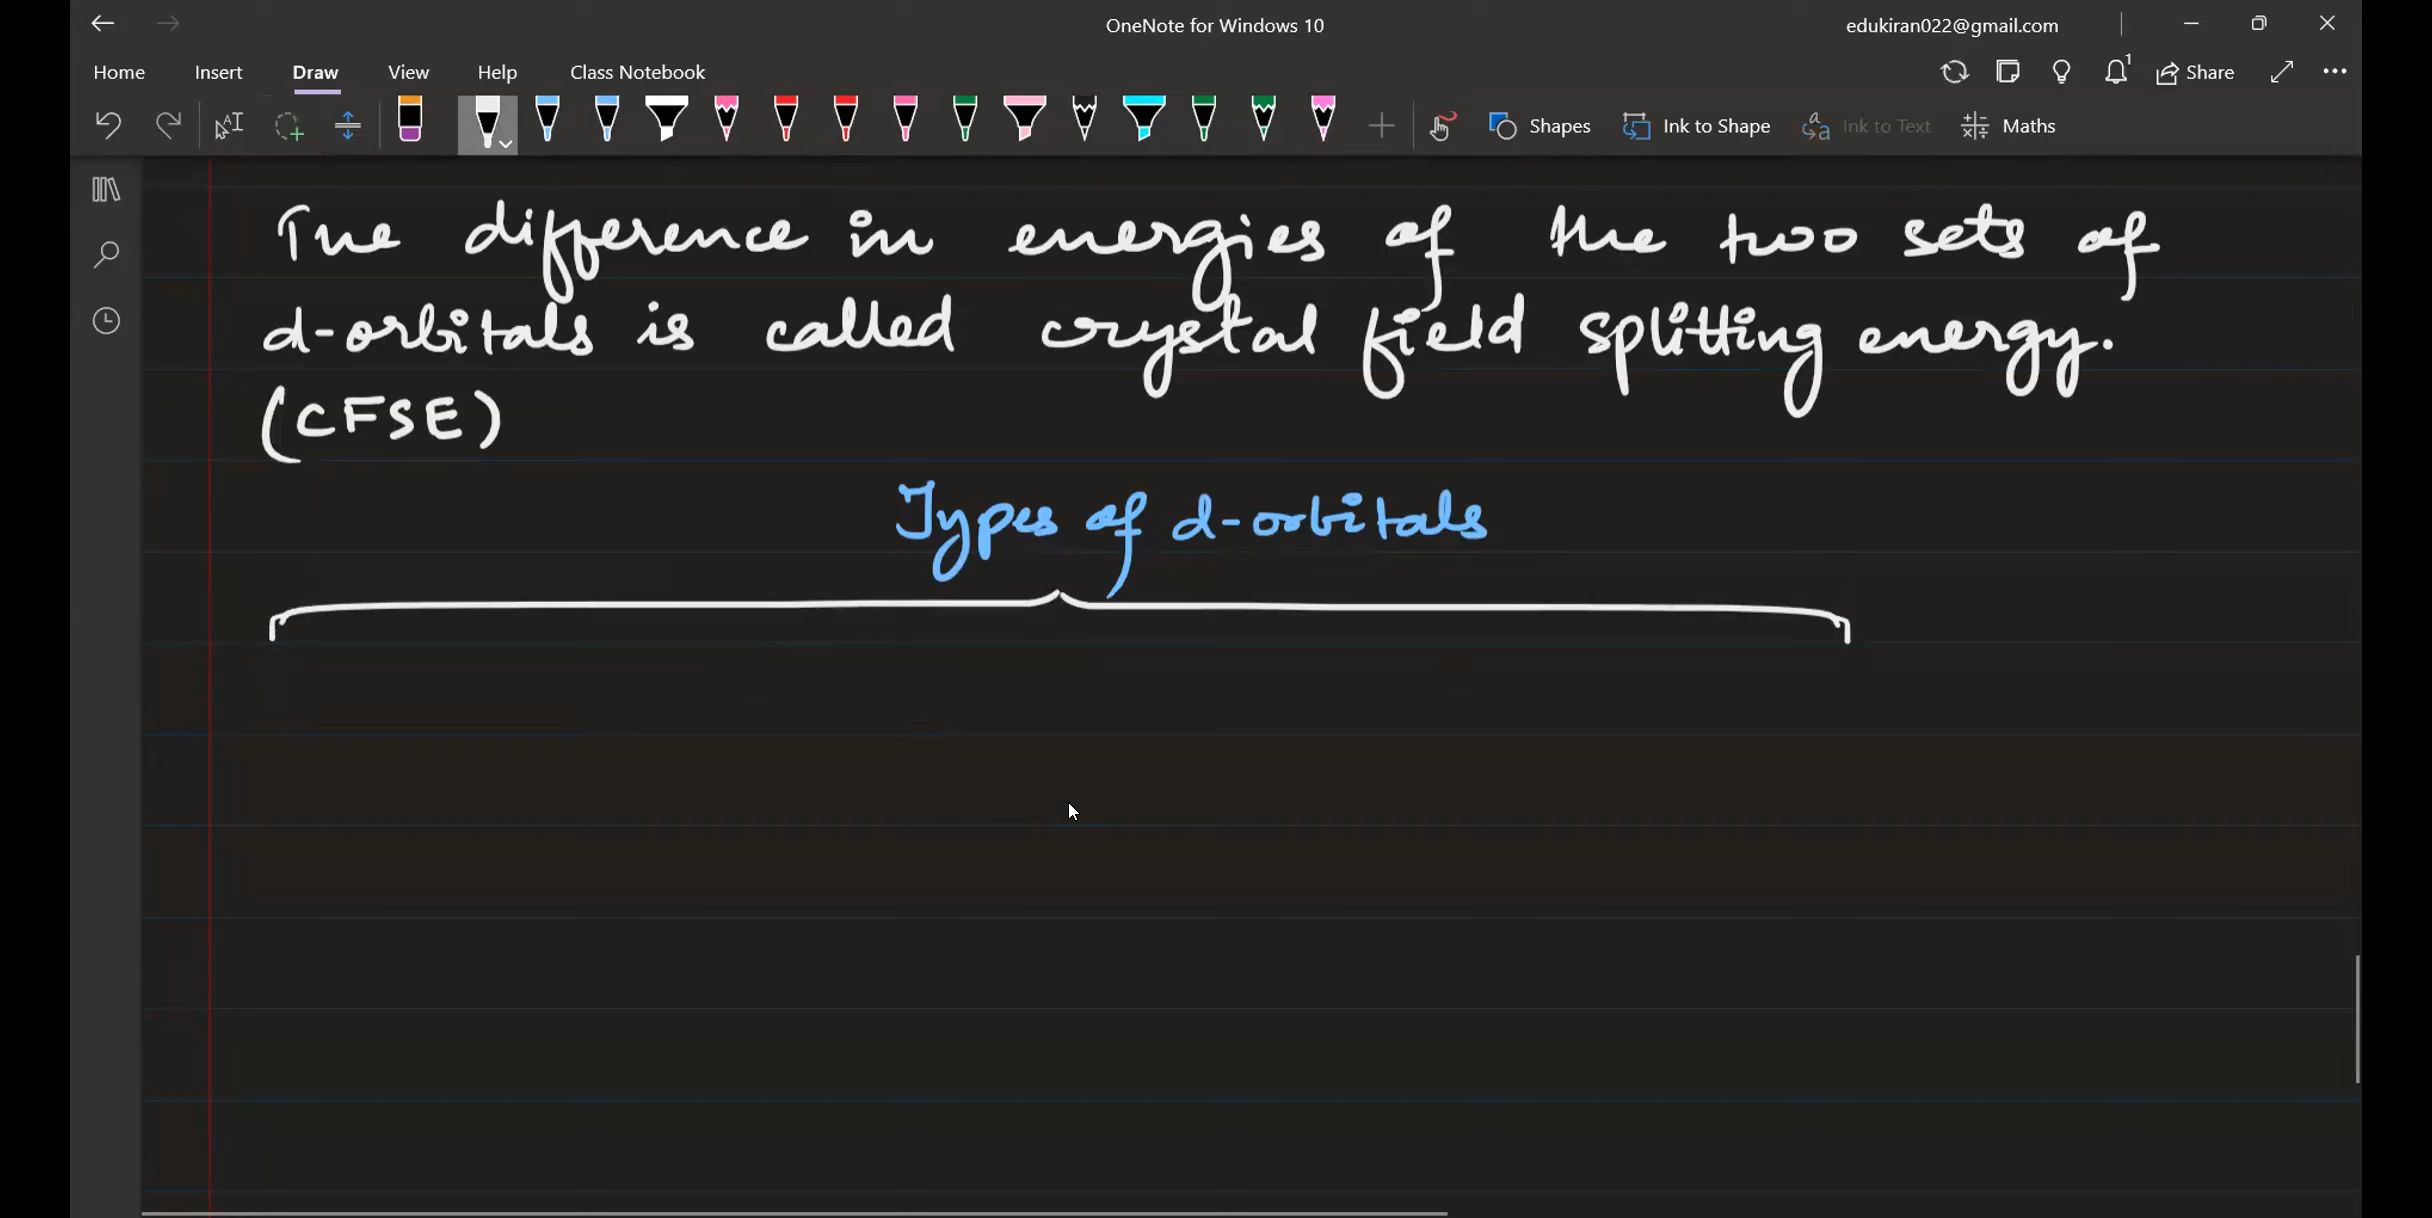 OneNote for Windows 10
edukiran022@gmail.com
Home Insert Draw View Help Class Notebook
1
Share
Shapes Ink to Shape Ink to Text Maths
The difference in energies of the two sets of
d-orbitals is called crystal field splitting energy.
(CFSE)
Types of d-orbitals